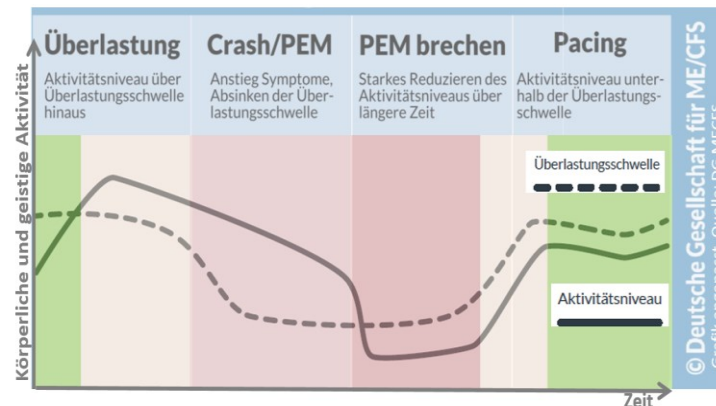 Überlastung
Aktivitätsniveau über
Überlastungsschwelle
hinaus
Crash/PEM
Anstieg Symptome,
Absinken der Über-
lastungsschwelle
PEM brechen
Starkes Reduzieren des
Aktivitätsniveaus über
längere Zeit
Pacing
Aktivitätsniveau unter-
halb der Überlastungs-
schwelle
Körperliche und geistige Aktivität
Überlastungsschwelle
Aktivitätsniveau
Zeit
© Deutsche Gesellschaft für ME/CFS